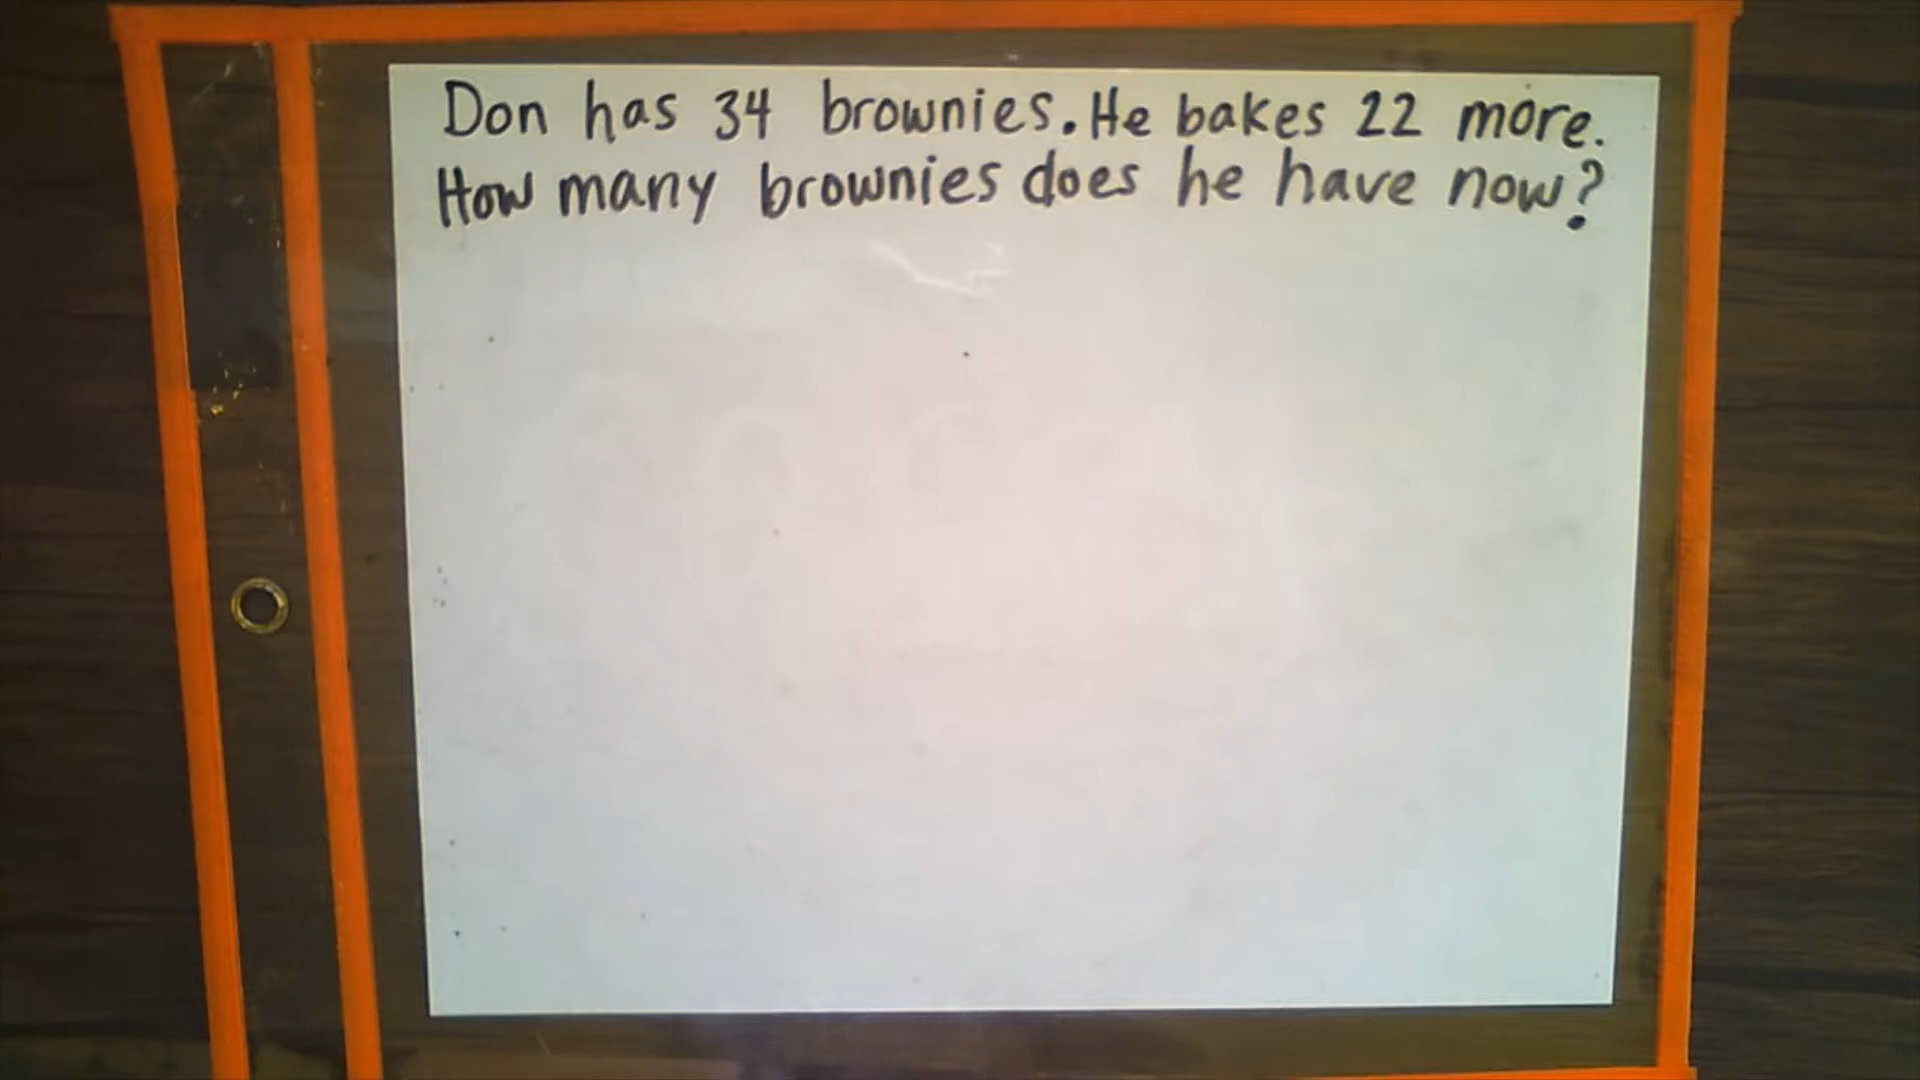 Don has 34 brownies. He bakes 22 more.
How many brownies does he have now?